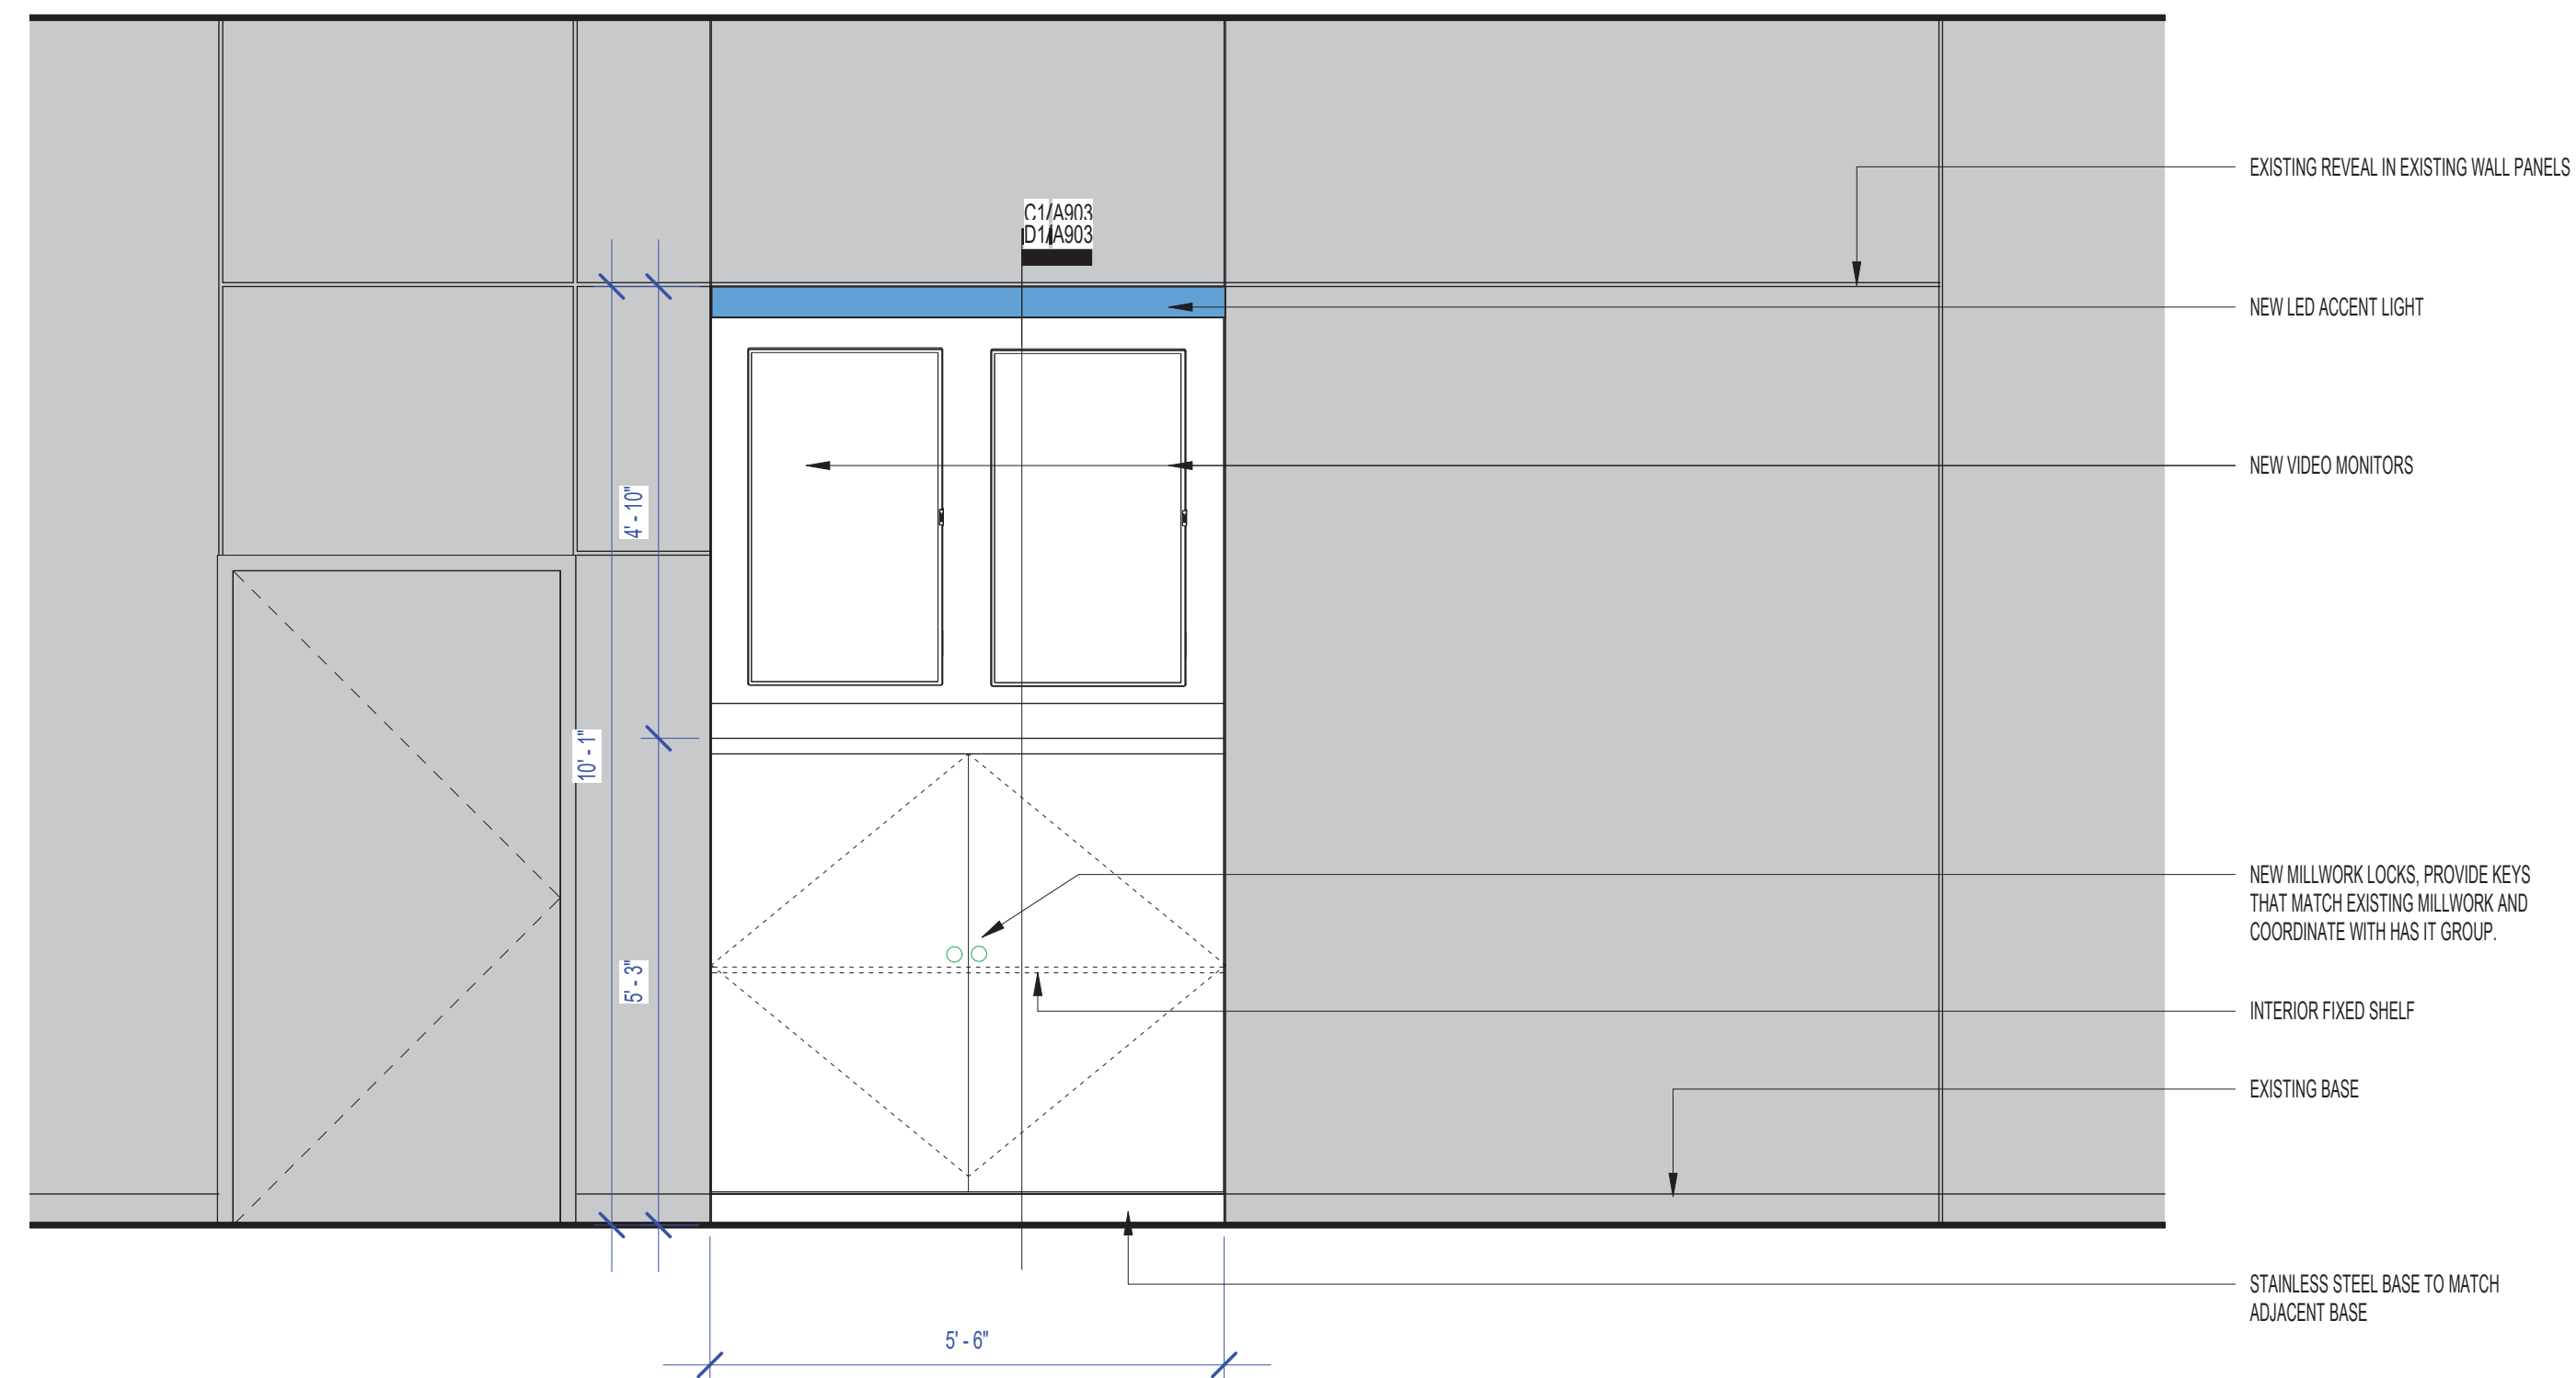 EXISTING REVEAL IN EXISTING WALL PANELS
C1/A903
D1/A903
NEW LED ACCENT LIGHT
NEW VIDEO MONITORS
4' - 10"
10' - 1"
NEW MILLWORK LOCKS, PROVIDE KEYS
THAT MATCH EXISTING MILLWORK AND
COORDINATE WITH HAS IT GROUP.
5' - 3"
INTERIOR FIXED SHELF
EXISTING BASE
STAINLESS STEEL BASE TO MATCH
ADJACENT BASE
5' - 6"